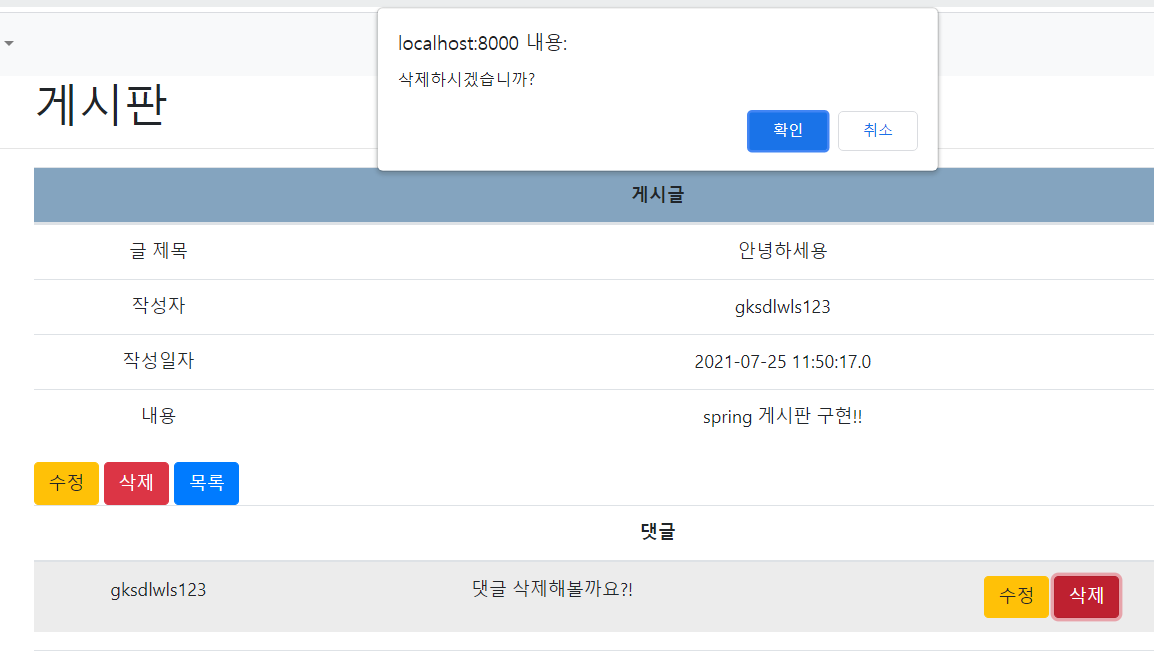 localhost:8000 내용:
삭제하시겠습니까?
확인 취소
게시판
게시글
글 제목 안녕하세용
작성자 gksdlwls123
작성일자 2021-07-25 11:50:17.0
내용 spring 게시판 구현!!
수정 삭제 목록
댓글
gksdlwls123 댓글 삭제해볼까요?! 수정 삭제